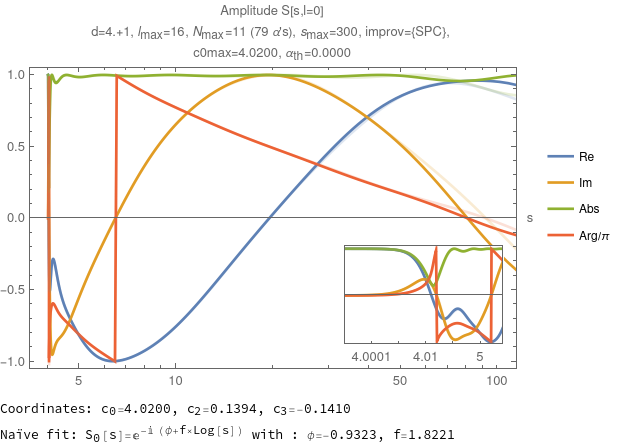 Amplitude S[s,l=0]
d=4.+1, lmax=16, Nmax=11 (79 α's), smax=300, improv={SPC},
c0max=4.0200, αth=0.0000
1.0
0.5
0.0
−0.5
−1.0
5 10 50 100
s
4.0001 4.01 5
Re
Im
Abs
Arg/π
Coordinates: c0=4.0200, c2=0.1394, c3=-0.1410
Naïve fit: S0[s]=e^-i (ϕ+f*Log[s]) with : ϕ=-0.9323, f=1.8221